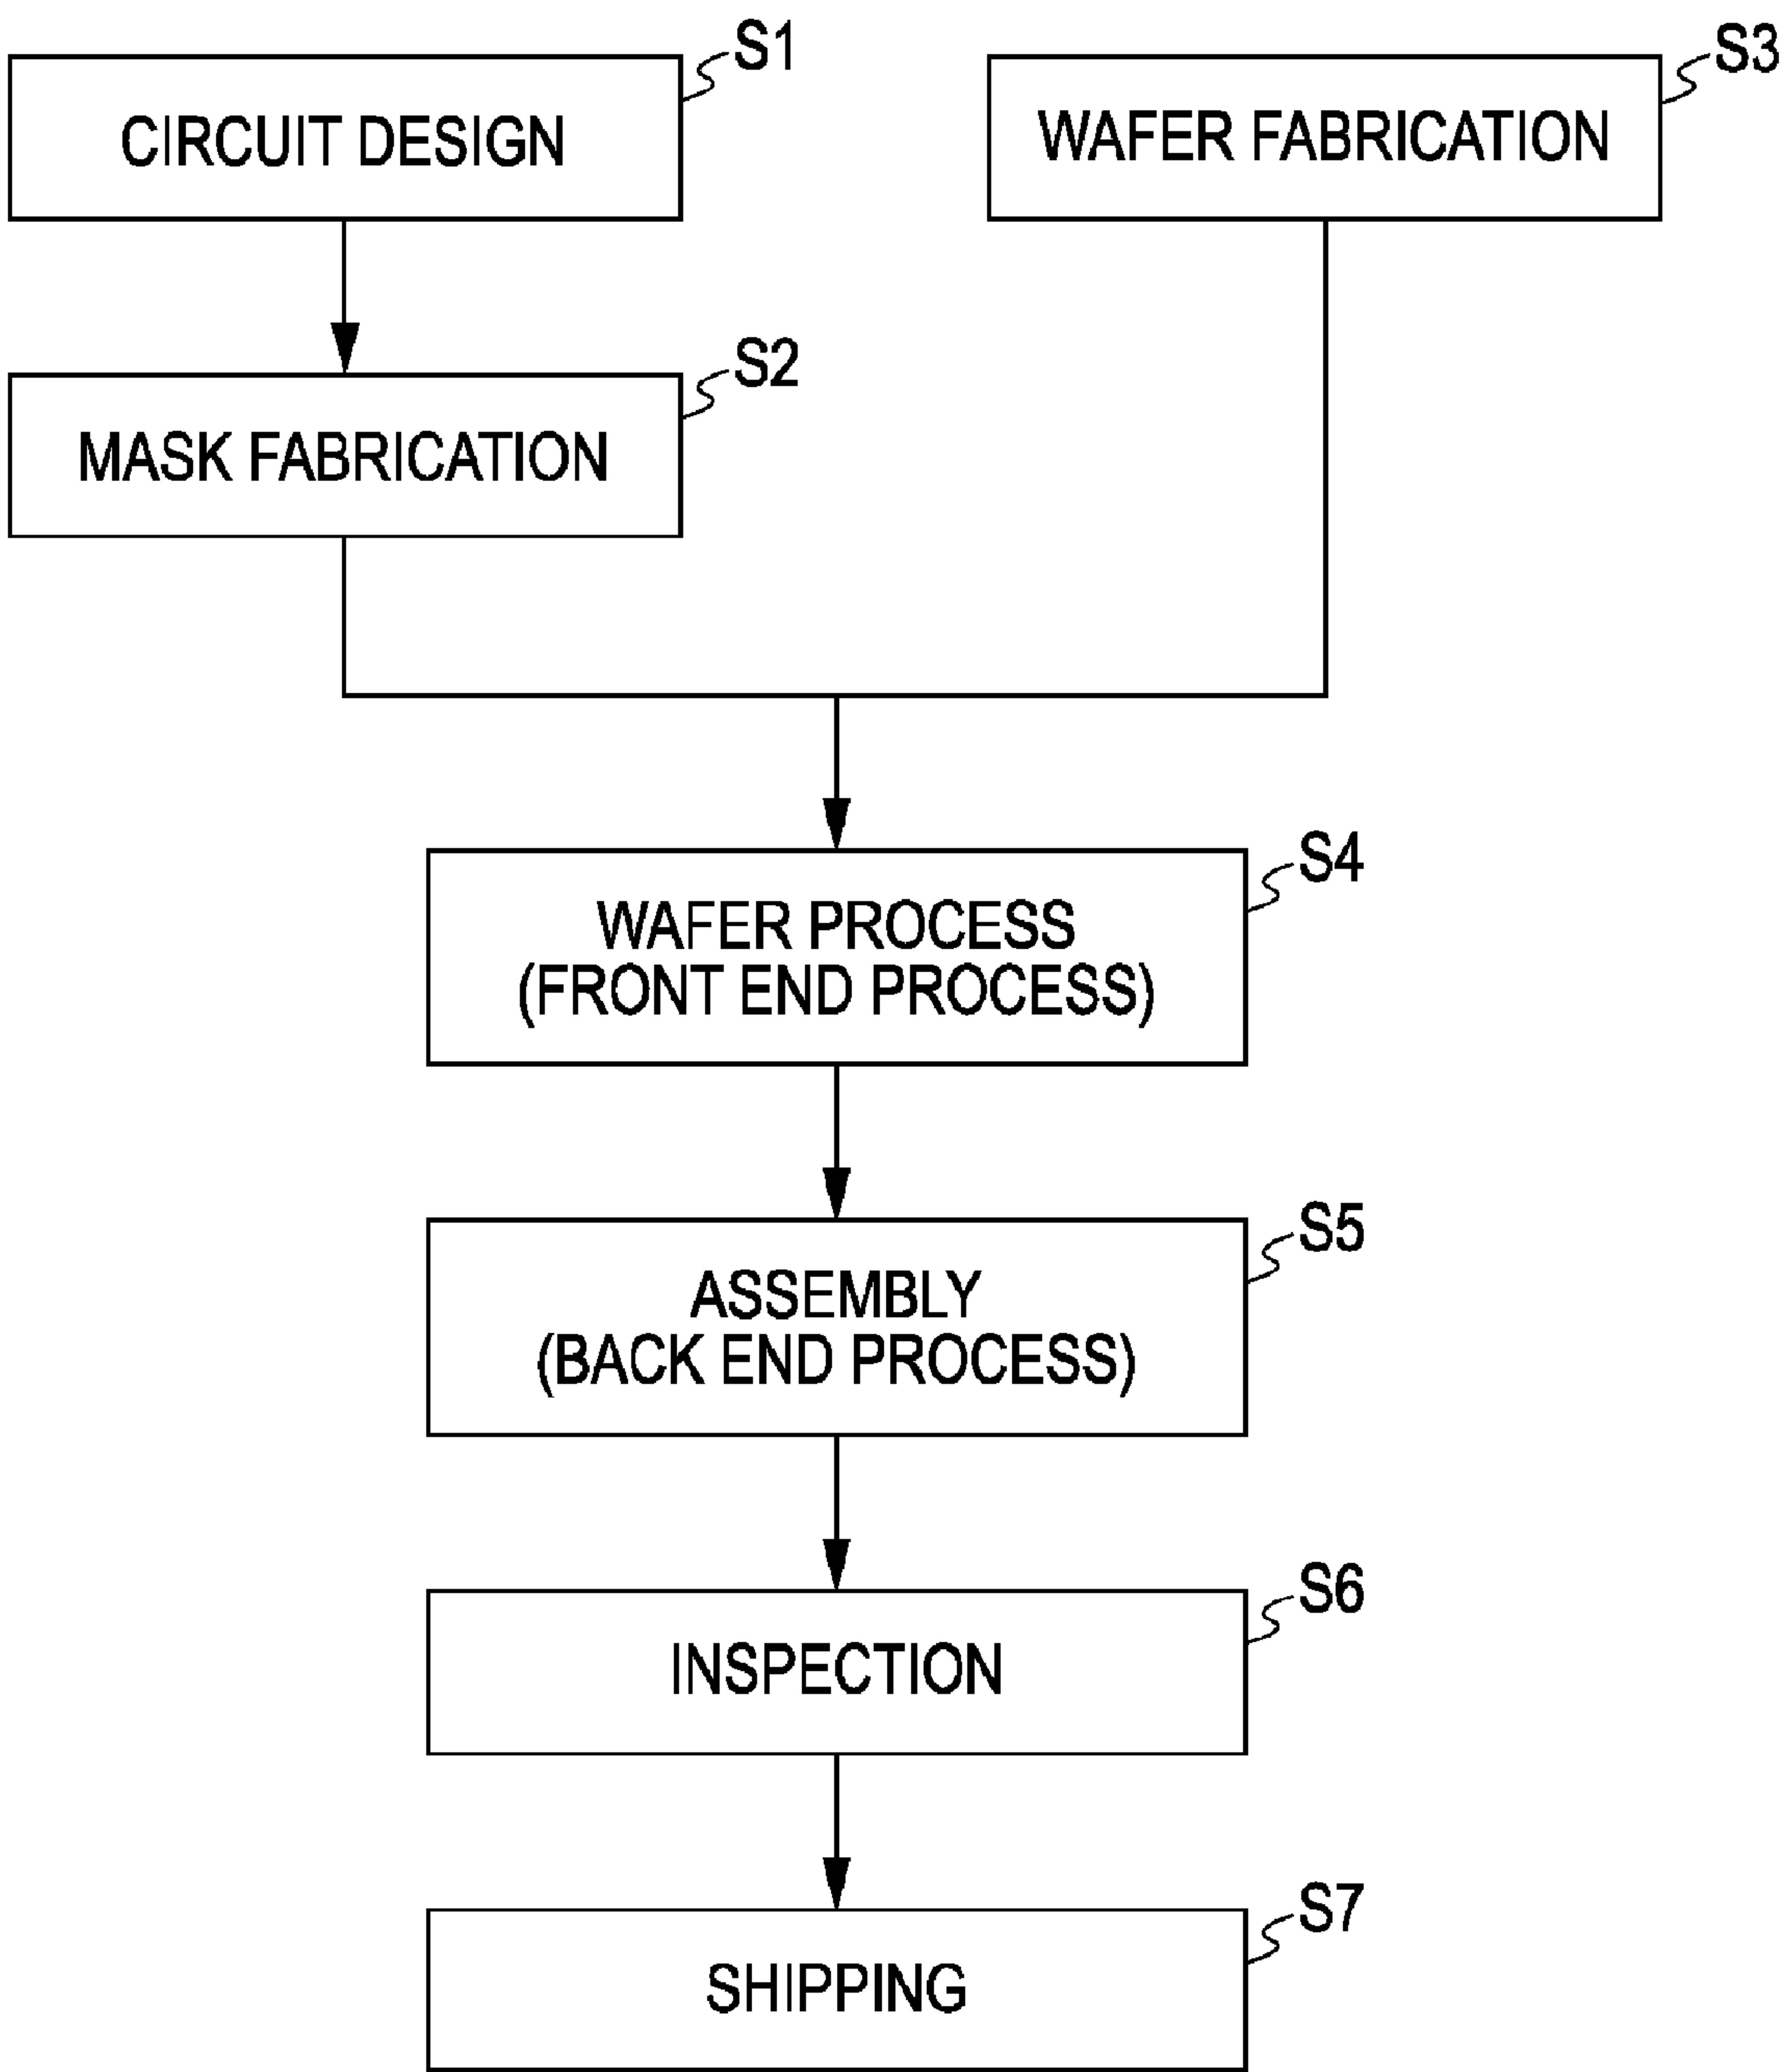 S1
CIRCUIT DESIGN
S3
WAFER FABRICATION
S2
MASK FABRICATION
S4
WAFER PROCESS
(FRONT END PROCESS)
S5
ASSEMBLY
(BACK END PROCESS)
S6
INSPECTION
S7
SHIPPING